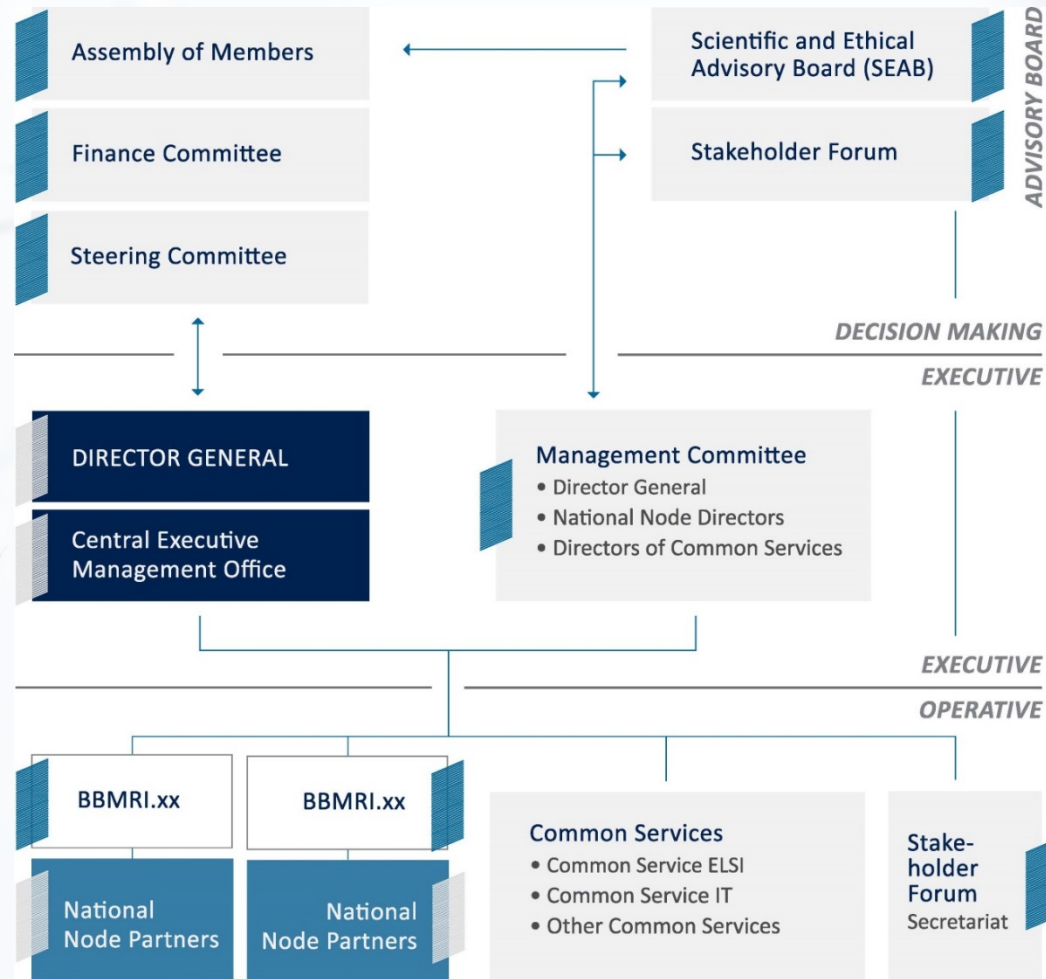 Assembly of Members
Finance Committee
Steering Committee
Scientific and Ethical
Advisory Board (SEAB)
Stakeholder Forum
ADVISORY BOARD
DECISION MAKING
EXECUTIVE
DIRECTOR GENERAL
Central Executive
Management Office
Management Committee
• Director General
• National Node Directors
• Directors of Common Services
EXECUTIVE
OPERATIVE
BBMRI.xx
National
Node Partners
BBMRI.xx
National
Node Partners
Common Services
• Common Service ELSI
• Common Service IT
• Other Common Services
Stake-
holder
Forum
Secretariat